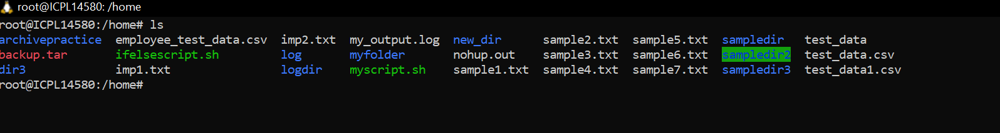 root@ICPL14580: /home
root@ICPL14580:/home# ls
archivepractice employee_test_data.csv imp2.txt my_output.log new_dir sample2.txt sample5.txt sampledir test_data
backup.tar ifelsescript.sh log myfolder nohup.out sample3.txt sample6.txt sampledir2 test_data.csv
dir3 imp1.txt logdir myscript.sh sample1.txt sample4.txt sample7.txt sampledir3 test_data1.csv
root@ICPL14580:/home#